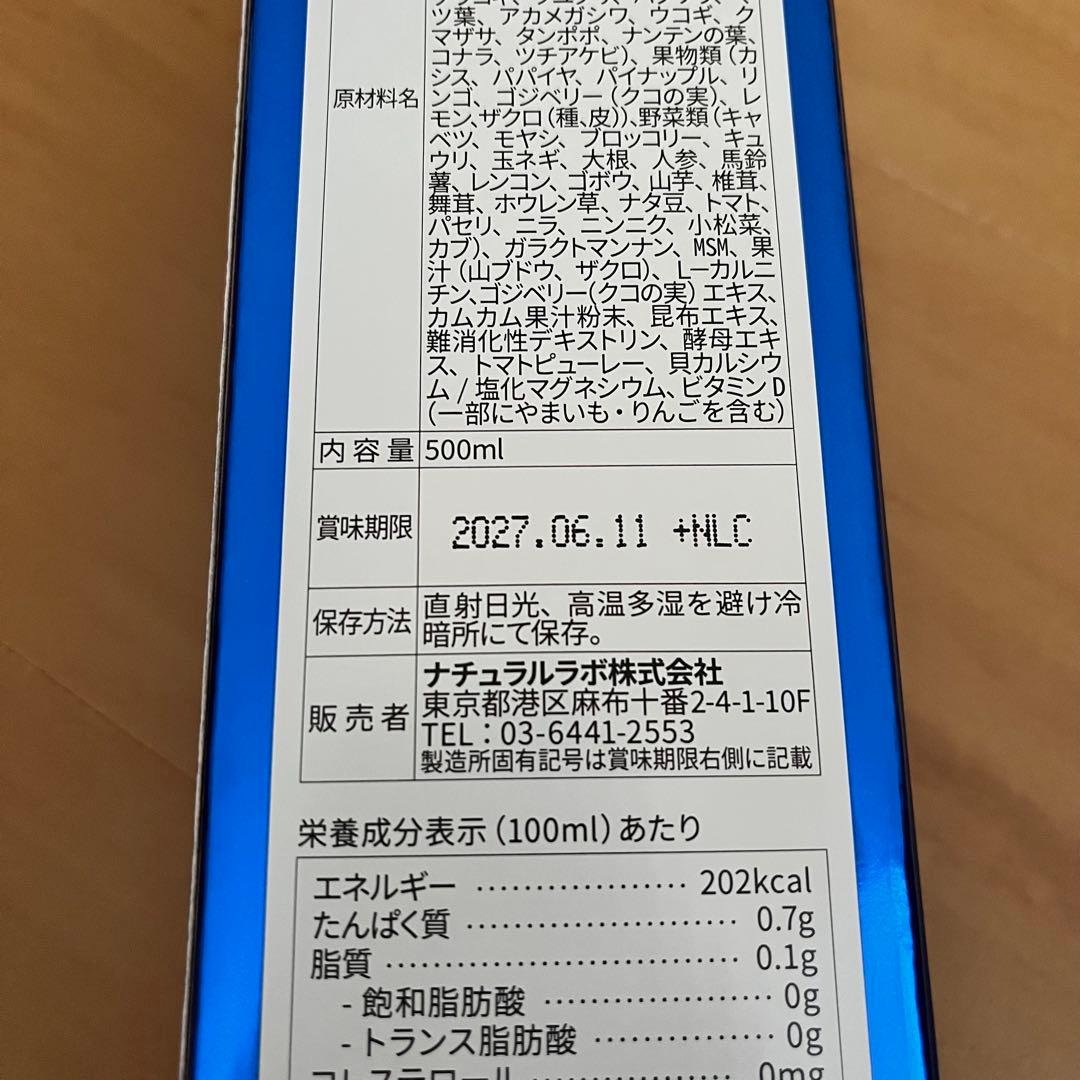 ツ葉、アカメガシワ、ウコギ、ク
マザサ、タンポポ、ナンテンの葉、
コナラ、ツチアケビ)、果物類(カ
シス、パパイヤ、パイナップル、リ
原材料名
ンゴ、ゴジベリー(クコの実)、レ
モン、ザクロ(種、皮))、野菜類(キャ
ベツ、モヤシ、ブロッコリー、キュ
ウリ、玉ネギ、大根、人参、馬鈴
薯、レンコン、ゴボウ、山芋、椎茸、
舞茸、ホウレン草、ナタ豆、トマト、
パセリ、ニラ、ニンニク、小松菜、
カブ)、ガラクトマンナン、MSM、果
汁(山ブドウ、ザクロ)、L-カルニ
チン、ゴジベリー(クコの実)エキス、
カムカム果汁粉末、昆布エキス、
難消化性デキストリン、酵母エキ
ス、トマトピューレー、貝カルシウ
ム/塩化マグネシウム、ビタミンD
(一部にやまいも・りんごを含む)
内容量 500ml
賞味期限 2027.06.11 +NLC
保存方法 直射日光、高温多湿を避け冷
暗所にて保存。
販売者 ナチュラルラボ株式会社
東京都港区麻布十番2-4-1-10F
TEL:03-6441-2553
製造所固有記号は賞味期限右側に記載
栄養成分表示(100ml)あたり
エネルギー ………………… 202kcal
たんぱく質 ……………………… 0.7g
脂質 ……………………………… 0.1g
- 飽和脂肪酸 ………………… 0g
- トランス脂肪酸 …………… 0g
コレステロール ……………… 0mg